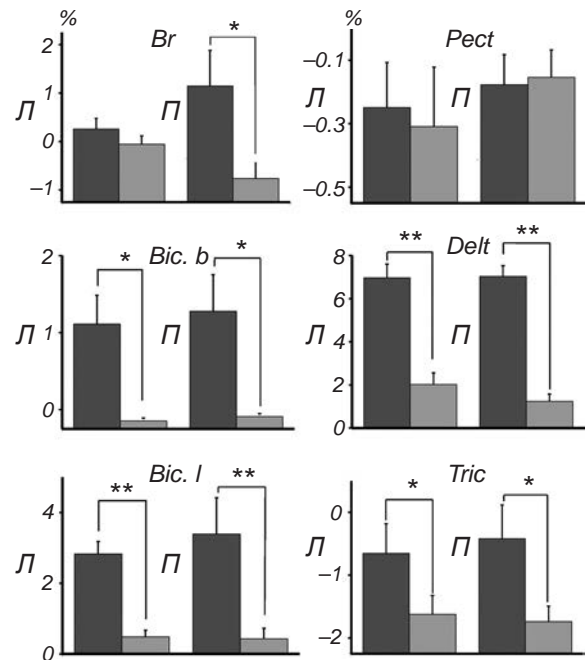 %
Br
*
2
1
0
–1
Л
П
%
Pect
–0.1
–0.3
–0.5
Л
П
Bic. b
*
*
2
1
0
Л
П
Delt
**
**
8
6
4
2
0
Л
П
Bic. l
**
**
4
2
0
Л
П
Tric
*
*
0
–1
–2
Л
П